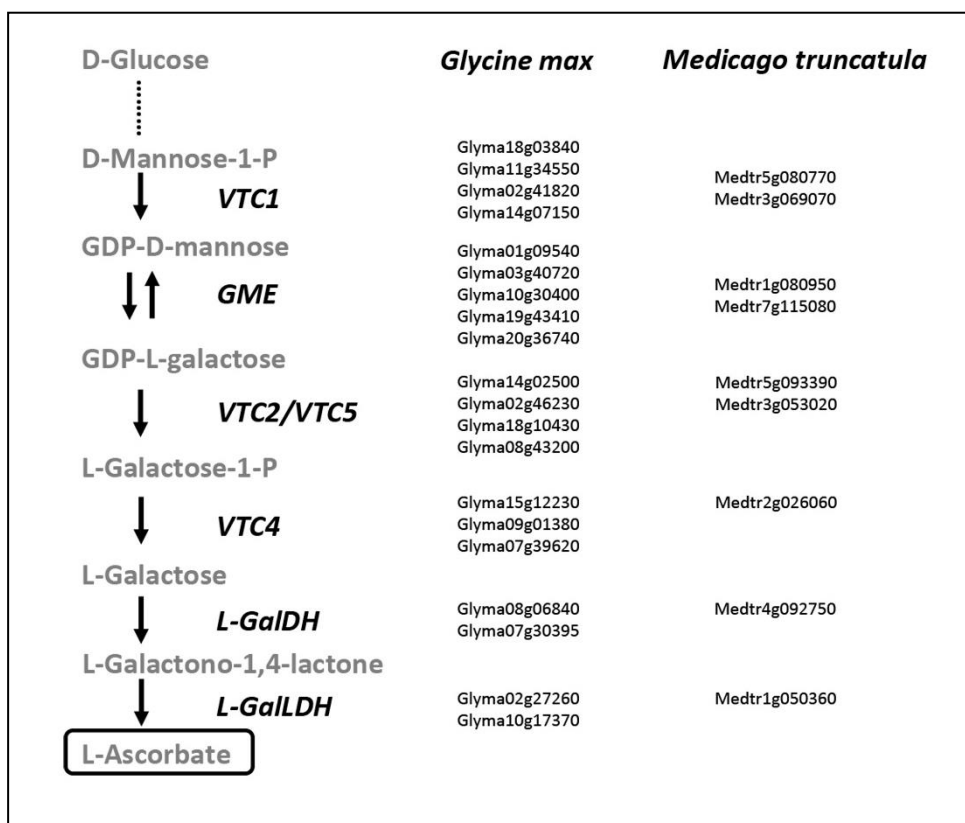 D-Glucose
Glycine max
Medicago truncatula
D-Mannose-1-P
VTC1
Glyma18g03840
Glyma11g34550
Glyma02g41820
Glyma14g07150
Medtr5g080770
Medtr3g069070
GDP-D-mannose
GME
Glyma01g09540
Glyma03g40720
Glyma10g30400
Glyma19g43410
Glyma20g36740
Medtr1g080950
Medtr7g115080
GDP-L-galactose
VTC2/VTC5
Glyma14g02500
Glyma02g46230
Glyma18g10430
Glyma08g43200
Medtr5g093390
Medtr3g053020
L-Galactose-1-P
VTC4
Glyma15g12230
Glyma09g01380
Glyma07g39620
Medtr2g026060
L-Galactose
L-GalDH
Glyma08g06840
Glyma07g30395
Medtr4g092750
L-Galactono-1,4-lactone
L-GalLDH
Glyma02g27260
Glyma10g17370
Medtr1g050360
L-Ascorbate